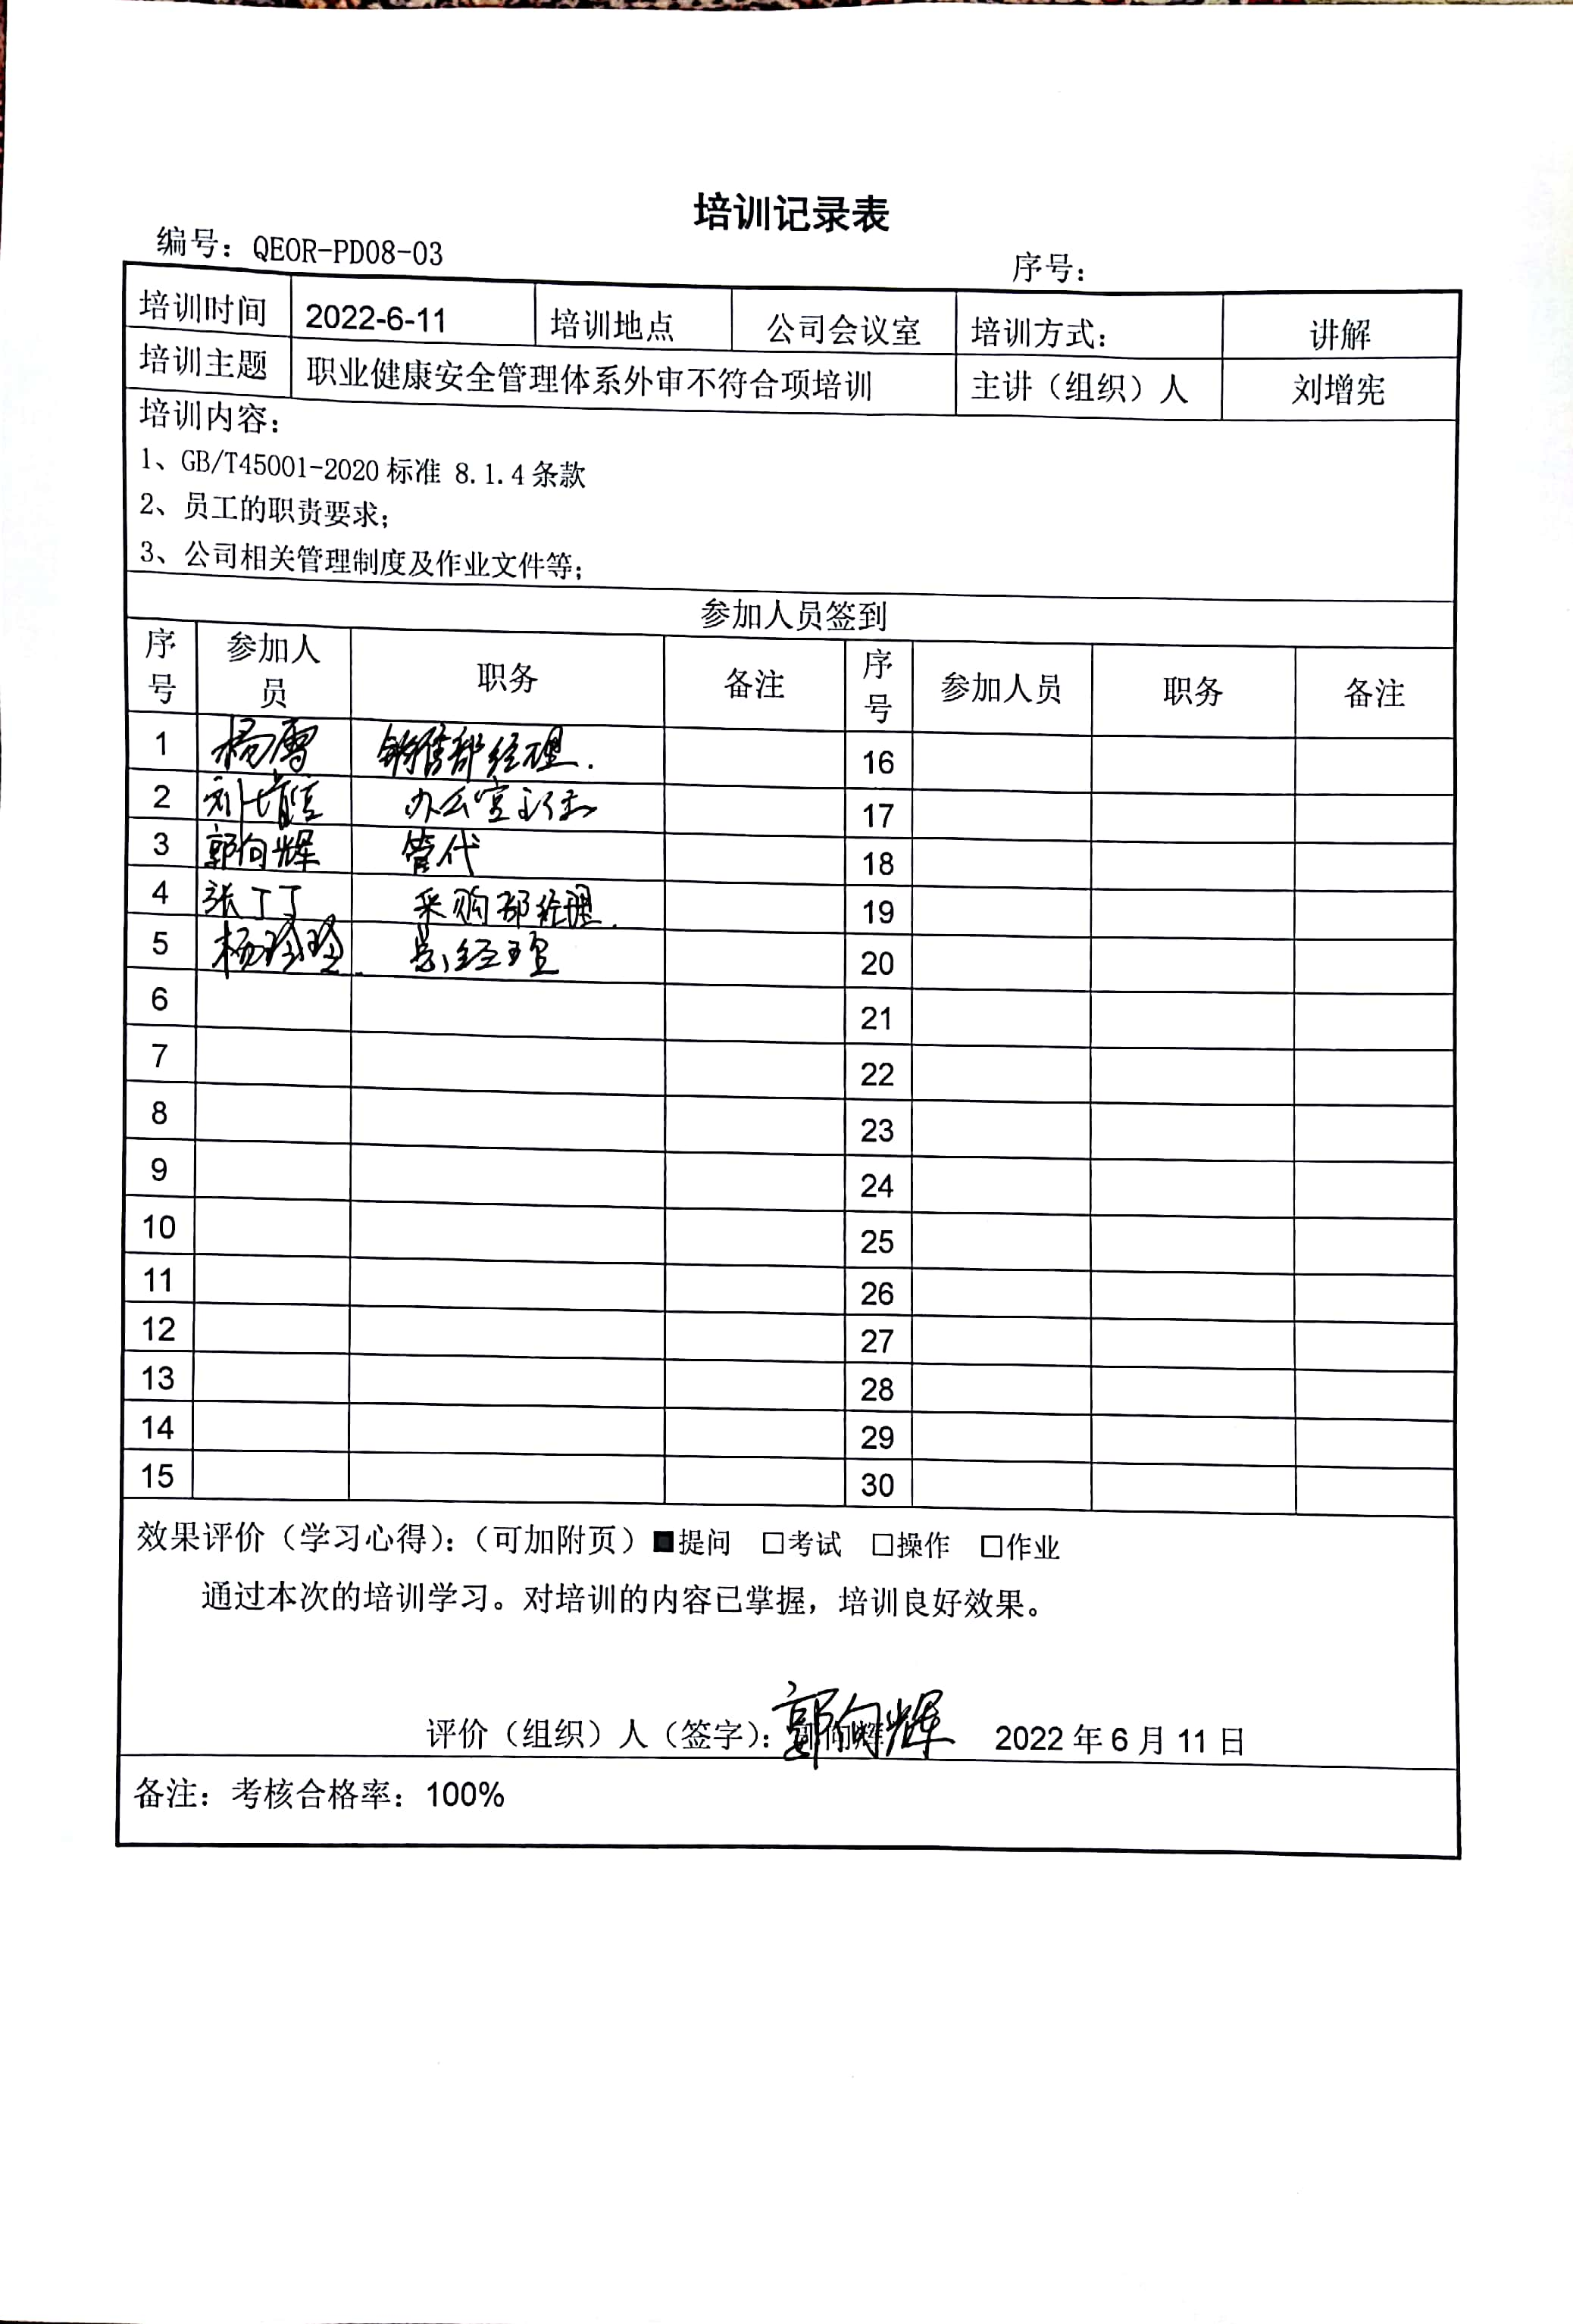 培训记录表
编号：QEOR-PD08-03
序号：
培训时间 2022-6-11 培训地点 公司会议室 培训方式： 讲解
培训主题 职业健康安全管理体系外审不符合项培训 主讲（组织）人 刘增宪
培训内容：
1、GB/T45001-2020标准 8.1.4条款
2、员工的职责要求；
3、公司相关管理制度及作业文件等；
参加人员签到
序号 参加人员 职务 备注 序号 参加人员 职务 备注
1 杨雪 销售部经理. 16
2 办公室主任 17
3 郭向辉 管代 18
4 张丁丁 采购部经理. 19
5 杨玲玲. 总经理 20
6 21
7 22
8 23
9 24
10 25
11 26
12 27
13 28
14 29
15 30
效果评价（学习心得）：（可加附页）■提问 □考试 □操作 □作业
通过本次的培训学习。对培训的内容已掌握，培训良好效果。
评价（组织）人（签字）：郭向辉 2022 年 6 月 11 日
备注：考核合格率：100%